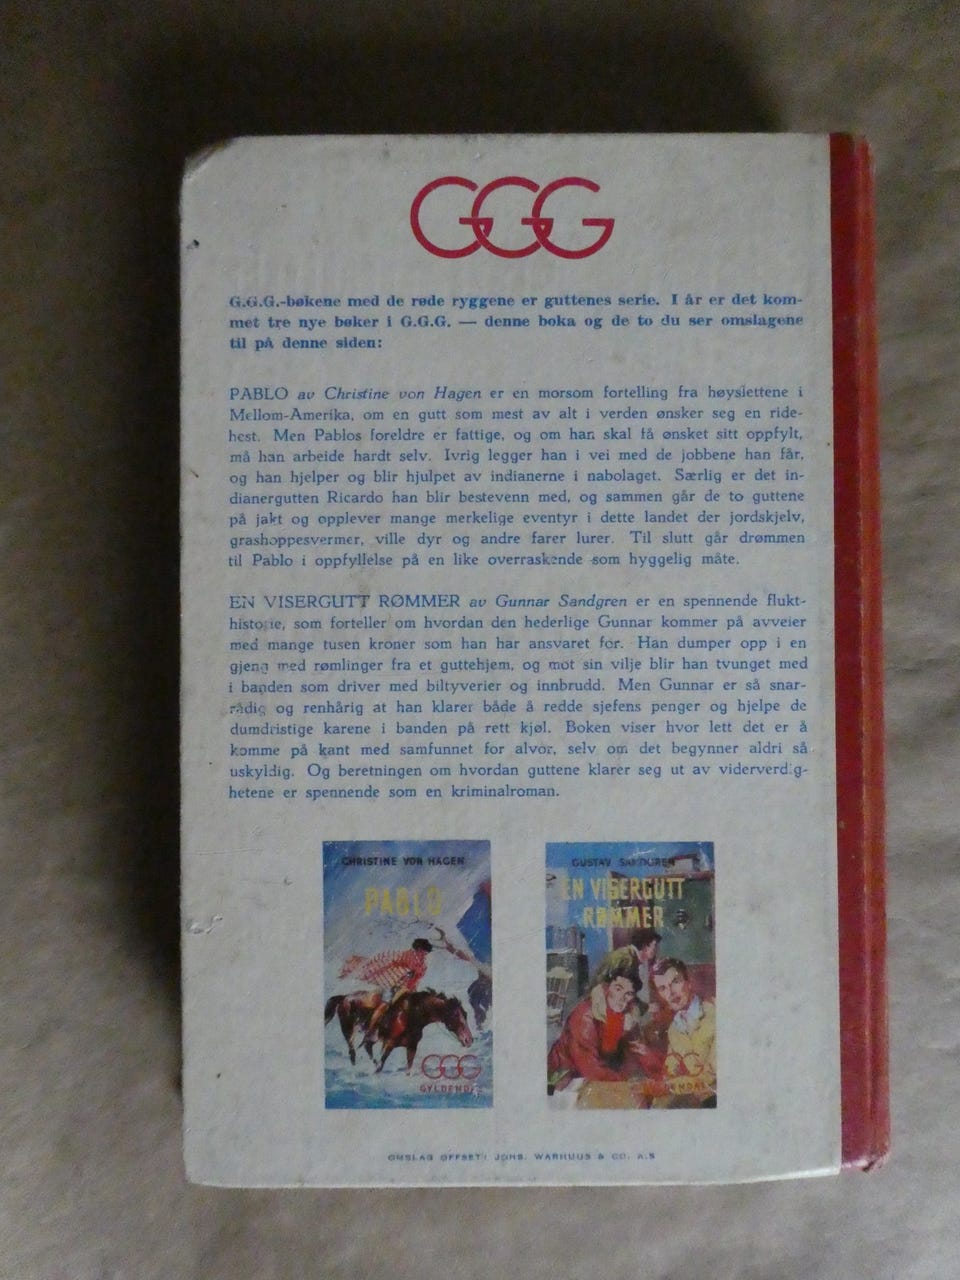 GGG
G.G.G.-bøkene med de røde ryggene er guttenes serie. I år er det kom-
met tre nye bøker i G.G.G. — denne boka og de to du ser omslagene
til på denne siden:
PABLO av Christine von Hagen er en morsom fortelling fra høyslettene i
Mellom-Amerika, om en gutt som mest av alt i verden ønsker seg en ride-
hest. Men Pablos foreldre er fattige, og om han skal få ønsket sitt oppfylt,
må han arbeide hardt selv. Ivrig legger han i vei med de jobbene han får,
og han hjelper og blir hjulpet av indianerne i nabolaget. Særlig er det in-
dianergutten Ricardo han blir bestevenn med, og sammen går de to guttene
på jakt og opplever mange merkelige eventyr i dette landet der jordskjelv,
grashoppesvermer, ville dyr og andre farer lurer. Til slutt går drømmen
til Pablo i oppfyllelse på en like overraskende som hyggelig måte.
EN VISERGUTT RØMMER av Gunnar Sandgren er en spennende flukt-
historie, som forteller om hvordan den hederlige Gunnar kommer på avveier
med mange tusen kroner som han har ansvaret for. Han dumper opp i en
gjeng med rømlinger fra et guttehjem, og mot sin vilje blir han tvunget med
i banden som driver med biltyverier og innbrudd. Men Gunnar er så snar-
rådig og renhårig at han klarer både å redde sjefens penger og hjelpe de
dumdristige karene i banden på rett kjøl. Boken viser hvor lett det er å
komme på kant med samfunnet for alvor, selv om det begynner aldri så
uskyldig. Og beretningen om hvordan guttene klarer seg ut av viderverdig-
hetene er spennende som en kriminalroman.
CHRISTINE VON HAGEN
PABLO
GGG
GYLDENDAL
GUSTAV SANDGREN
EN VISERGUTT
RØMMER
GYLDENDAL
OMSLAG OFFSET: JOHS. WARHUUS & CO. A.S